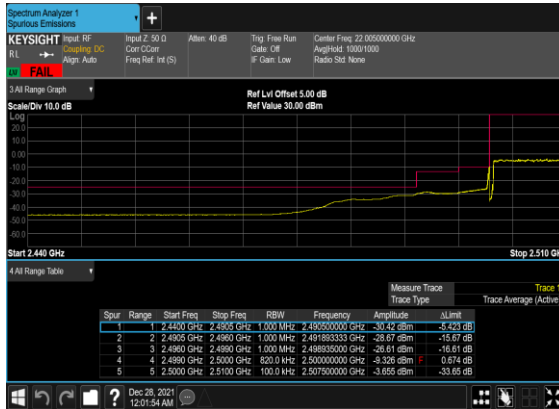 Spectrum Analyzer 1
Spurious Emissions
KEYSIGHT
RL
Input: RF
Coupling: DC
Align: Auto
Input Z: 50 Ω
Corr CCorr
Freq Ref: Int (S)
Atten: 40 dB
Trig: Free Run
Gate: Off
IF Gain: Low
Center Freq: 22.005000000 GHz
Avg|Hold: 1000/1000
Radio Std: None
LV FAIL
3 All Range Graph
Scale/Div 10.0 dB
Ref Lvl Offset 5.00 dB
Ref Value 30.00 dBm
Log
20.0
10.0
0.00
-10.0
-20.0
-30.0
-40.0
-50.0
-60.0
Start 2.440 GHz
Stop 2.510 GH
4 All Range Table
Measure Trace Trace 1
Trace Type Trace Average (Active
Spur Range Start Freq Stop Freq RBW Frequency Amplitude ΔLimit
1 1 2.4400 GHz 2.4905 GHz 1.000 MHz 2.490500000 GHz -30.42 dBm -5.423 dB
2 2 2.4905 GHz 2.4960 GHz 1.000 MHz 2.491893333 GHz -28.67 dBm -15.67 dB
3 3 2.4960 GHz 2.4990 GHz 1.000 MHz 2.498935000 GHz -26.61 dBm -16.61 dB
4 4 2.4990 GHz 2.5000 GHz 820.0 kHz 2.500000000 GHz -9.326 dBm F 0.674 dB
5 5 2.5000 GHz 2.5100 GHz 100.0 kHz 2.507500000 GHz -3.655 dBm -33.65 dB
Dec 28, 2021
12:01:54 AM